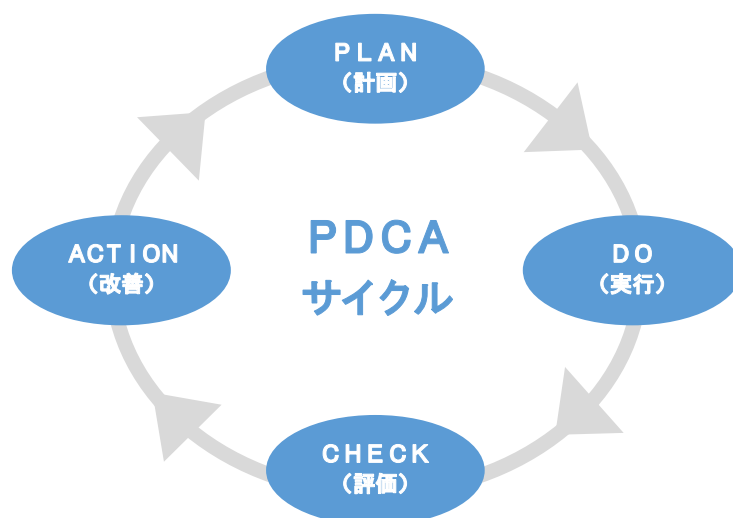 PLAN
（計画）
ACTION
（改善）
PDCA
サイクル
DO
（実行）
CHECK
（評価）